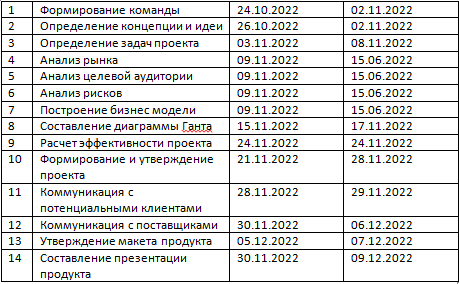 1 Формирование команды 24.10.2022 02.11.2022
2 Определение концепции и идеи 26.10.2022 02.11.2022
3 Определение задач проекта 03.11.2022 08.11.2022
4 Анализ рынка 09.11.2022 15.06.2022
5 Анализ целевой аудитории 09.11.2022 15.06.2022
6 Анализ рисков 09.11.2022 15.06.2022
7 Построение бизнес модели 09.11.2022 15.06.2022
8 Составление диаграммы Ганта 15.11.2022 17.11.2022
9 Расчет эффективности проекта 24.11.2022 24.11.2022
10 Формирование и утверждение 21.11.2022 28.11.2022
проекта
11 Коммуникация с 28.11.2022 29.11.2022
потенциальными клиентами
12 Коммуникация с поставщиками 30.11.2022 06.12.2022
13 Утверждение макета продукта 05.12.2022 07.12.2022
14 Составление презентации 30.11.2022 09.12.2022
продукта